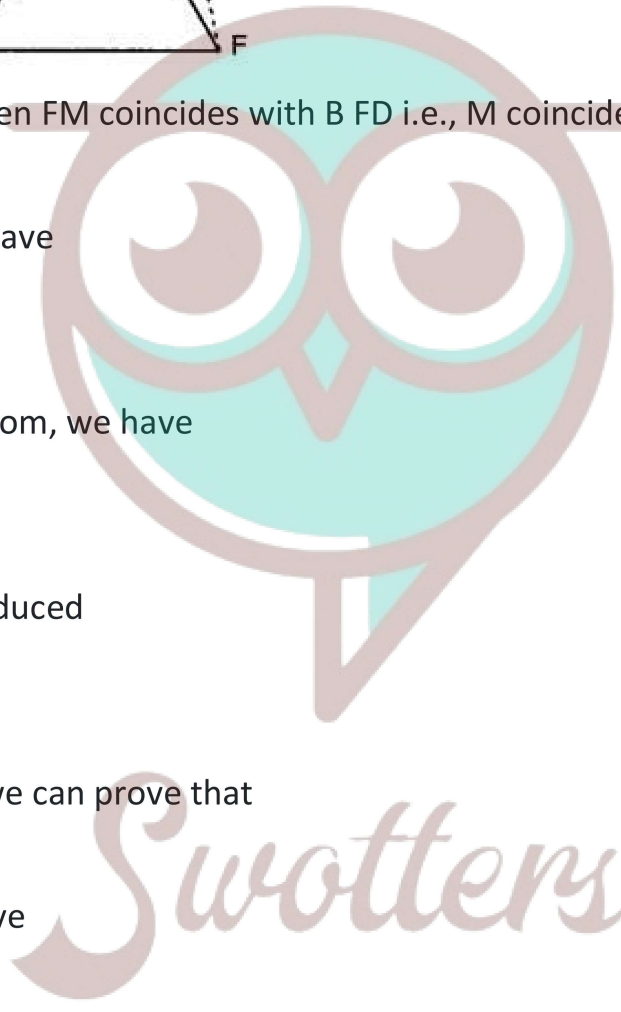 F
en FM coincides with B FD i.e., M coincide
ave
om, we have
duced
ve can prove that
ve
Swotters